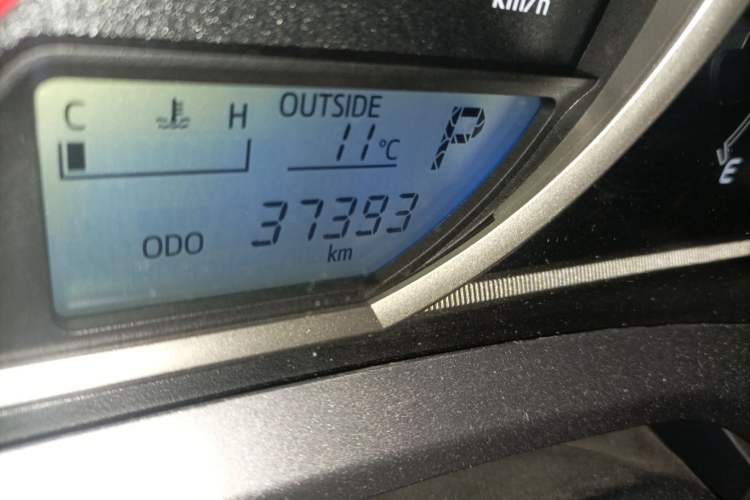 km/h
C H OUTSIDE P
11°C
E
ODO 37393
km